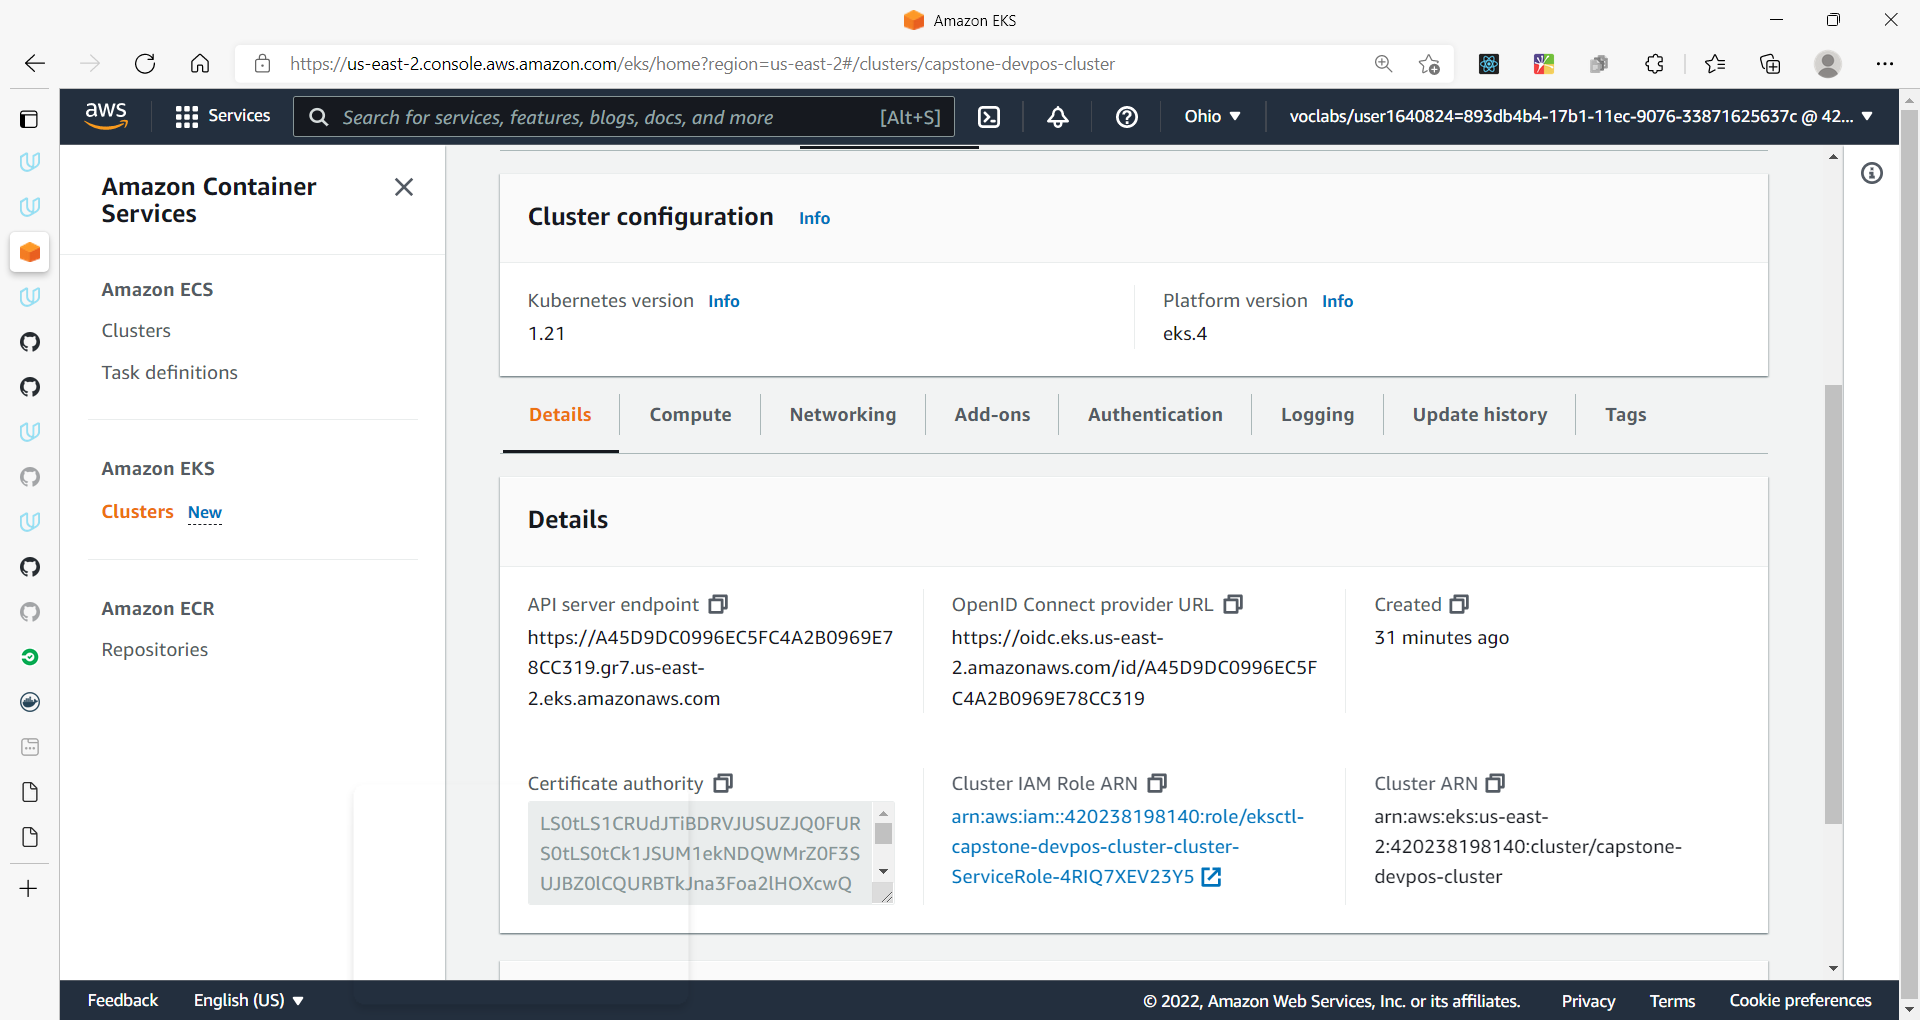 Amazon EKS
https://us-east-2.console.aws.amazon.com/eks/home?region=us-east-2#/clusters/capstone-devpos-cluster
aws
Services
Search for services, features, blogs, docs, and more
[Alt+S]
Ohio
voclabs/user1640824=893db4b4-17b1-11ec-9076-33871625637c @ 42...
Amazon Container
Services
Amazon ECS
Clusters
Task definitions
Amazon EKS
Clusters New
Amazon ECR
Repositories
Cluster configuration Info
Kubernetes version Info
1.21
Platform version Info
eks.4
Details Compute Networking Add-ons Authentication Logging Update history Tags
Details
API server endpoint
https://A45D9DC0996EC5FC4A2B0969E7
8CC319.gr7.us-east-
2.eks.amazonaws.com
OpenID Connect provider URL
https://oidc.eks.us-east-
2.amazonaws.com/id/A45D9DC0996EC5F
C4A2B0969E78CC319
Created
31 minutes ago
Certificate authority
LS0tLS1CRUdJTiBDRVJUSUZJQ0FUR
S0tLS0tCk1JSUM1ekNDQWMrZ0F3S
UJBZ0lCQURBTkJna3Foa2lHOXcwQ
Cluster IAM Role ARN
arn:aws:iam::420238198140:role/eksctl-
capstone-devpos-cluster-cluster-
ServiceRole-4RIQ7XEV23Y5
Cluster ARN
arn:aws:eks:us-east-
2:420238198140:cluster/capstone-
devpos-cluster
Feedback English (US)
© 2022, Amazon Web Services, Inc. or its affiliates. Privacy Terms Cookie preferences